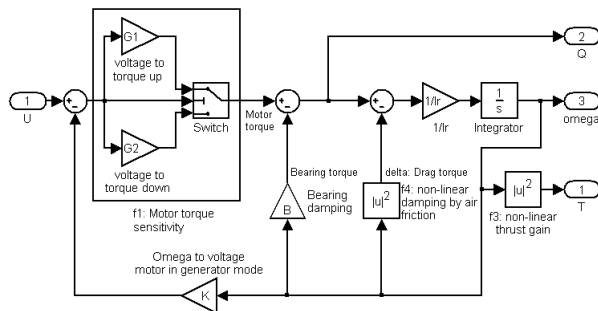 G1
voltage to
torque up
1
U
Switch
G2
voltage to
torque down
f1: Motor torque
sensitivity
Motor
torque
2
Q
1/Ir
1/Ir
1
s
Integrator
3
omega
Bearing torque
B
Bearing
damping
delta: Drag torque
|u|2
f4: non-linear
damping by air
friction
|u|2
f3: non-linear
thrust gain
1
T
Omega to voltage
motor in generator mode
K